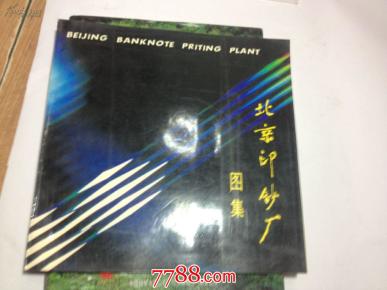 BEIJING BANKNOTE PRITING PLANT
北京印钞厂
图集
7788.com